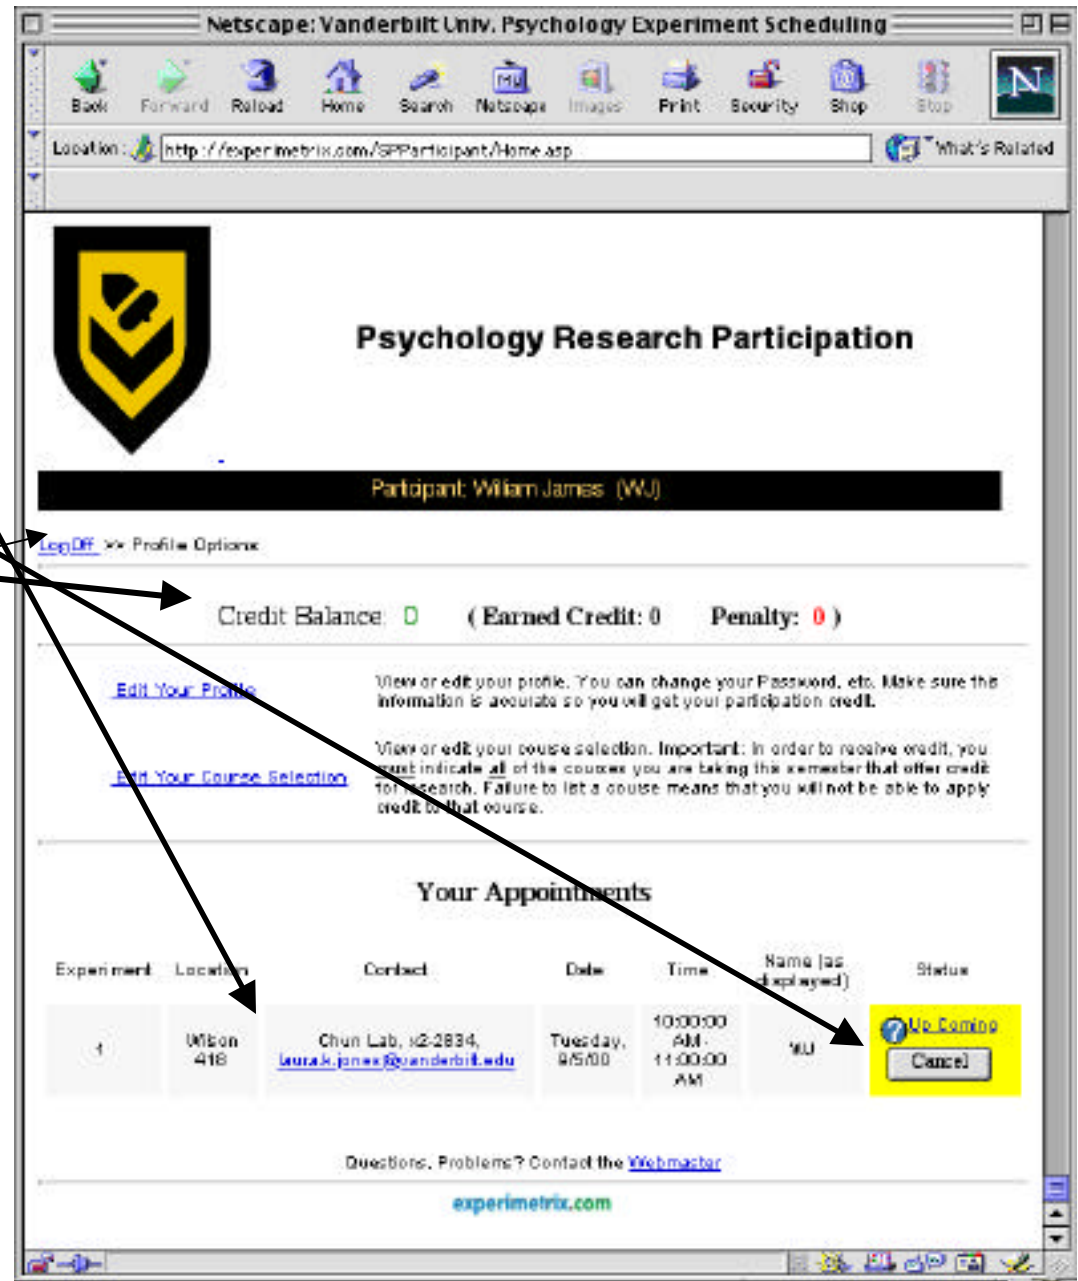 Netscape: Vanderbilt Univ. Psychology Experiment Scheduling
Back Forward Reload Home Search Netscape Images Print Security Shop Stop
N
Location: http://experimetrix.com/SPParticipant/Home.asp What's Related
Psychology Research Participation
Participant: William James (WJ)
LogOff >> Profile Options
Credit Balance: 0 ( Earned Credit: 0 Penalty: 0 )
Edit Your Profile
View or edit your profile. You can change your Password, etc. Make sure this
information is accurate so you will get your participation credit.
Edit Your Course Selection
View or edit your course selection. Important: in order to receive credit, you
must indicate all of the courses you are taking this semester that offer credit
for research. Failure to list a course means that you will not be able to apply
credit to that course.
Your Appointments
Experiment Location Contact Date Time Name (as
displayed) Status
1
Wilson
418
Chun Lab, x2-2834,
laura.k.jones@vanderbilt.edu
Tuesday,
9/5/00
10:00:00
AM -
11:00:00
AM
WJ
Up Coming
Cancel
Questions, Problems? Contact the Webmaster
experimetrix.com